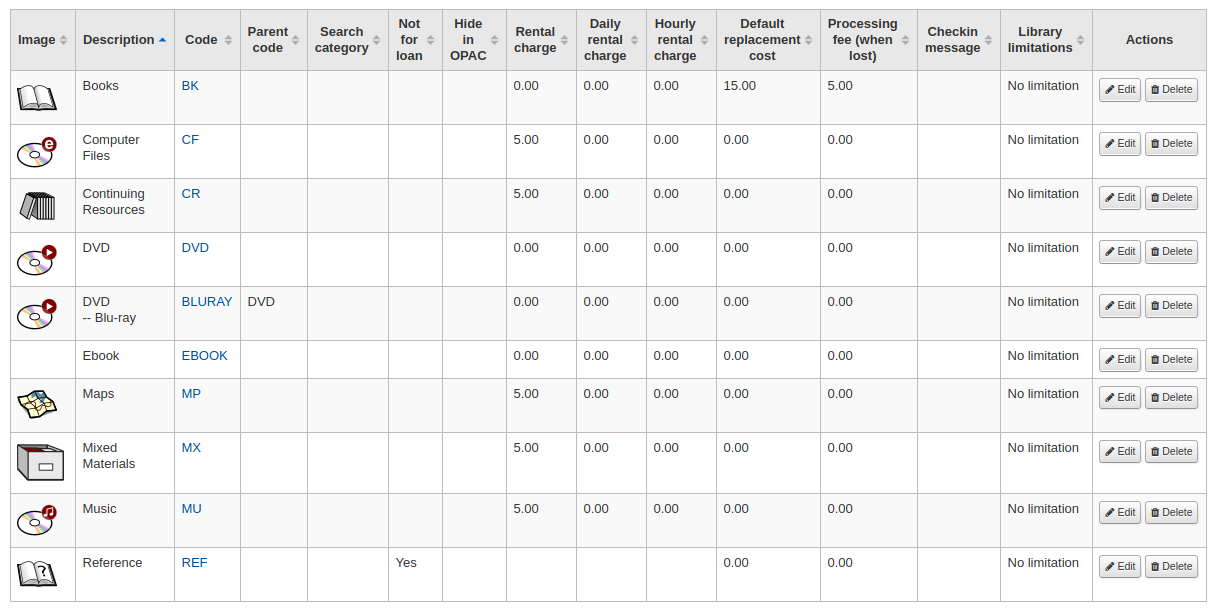 Image Description Code Parent code Search category Not for loan Hide in OPAC Rental charge Daily rental charge Hourly rental charge Default replacement cost Processing fee (when lost) Checkin message Library limitations Actions
Books BK 0.00 0.00 0.00 15.00 5.00 No limitation Edit Delete
e Computer Files CF 5.00 0.00 0.00 0.00 0.00 No limitation Edit Delete
Continuing Resources CR 5.00 0.00 0.00 0.00 0.00 No limitation Edit Delete
DVD DVD 0.00 0.00 0.00 0.00 0.00 No limitation Edit Delete
DVD -- Blu-ray BLURAY DVD 0.00 0.00 0.00 0.00 0.00 No limitation Edit Delete
Ebook EBOOK 0.00 0.00 0.00 0.00 0.00 No limitation Edit Delete
Maps MP 5.00 0.00 0.00 0.00 0.00 No limitation Edit Delete
Mixed Materials MX 5.00 0.00 0.00 0.00 0.00 No limitation Edit Delete
Music MU 5.00 0.00 0.00 0.00 0.00 No limitation Edit Delete
? Reference REF Yes 0.00 0.00 No limitation Edit Delete